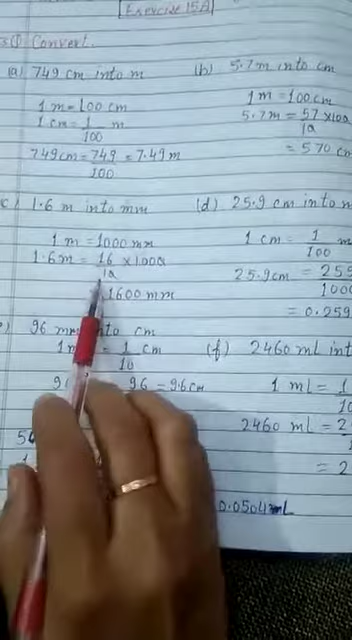 Exercise 15A
Q① Convert.
(a) 749 cm into m
1 m = 100 cm
1 cm = 1/100 m
749 cm = 749/100 = 7.49 m
(b) 5.7 m into cm
1 m = 100 cm
5.7 m = 57 × 100/10
= 570 cm
(c) 1.6 m into mm
1 m = 1000 mm
1.6 m = 16 × 1000/10
1600 mm
(d) 25.9 cm into
1 cm = 1/100
25.9 cm = 259/1000
= 0.259
96 mm into cm
1/10 cm
96 = 9.6 cm
(f) 2460 ml int
1 ml = 1/10
2460 ml = 2
= 2
0.0504 L